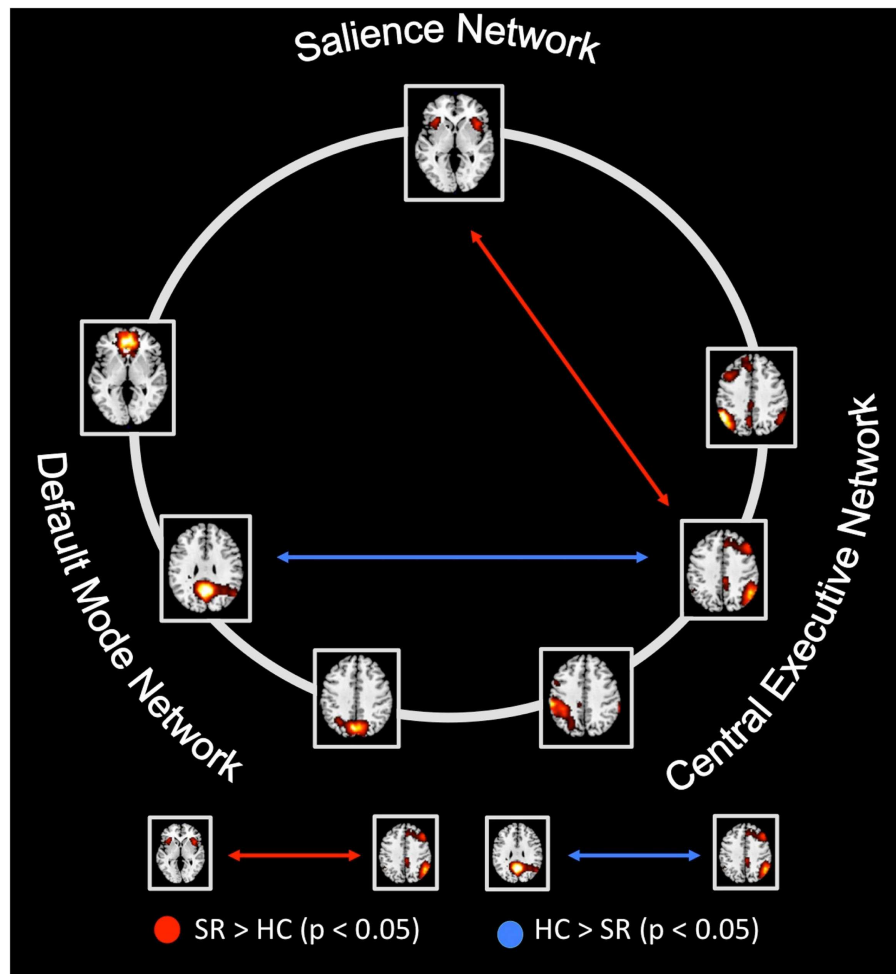 Salience Network
Default Mode Network
Central Executive Network
SR > HC (p < 0.05)
HC > SR (p < 0.05)